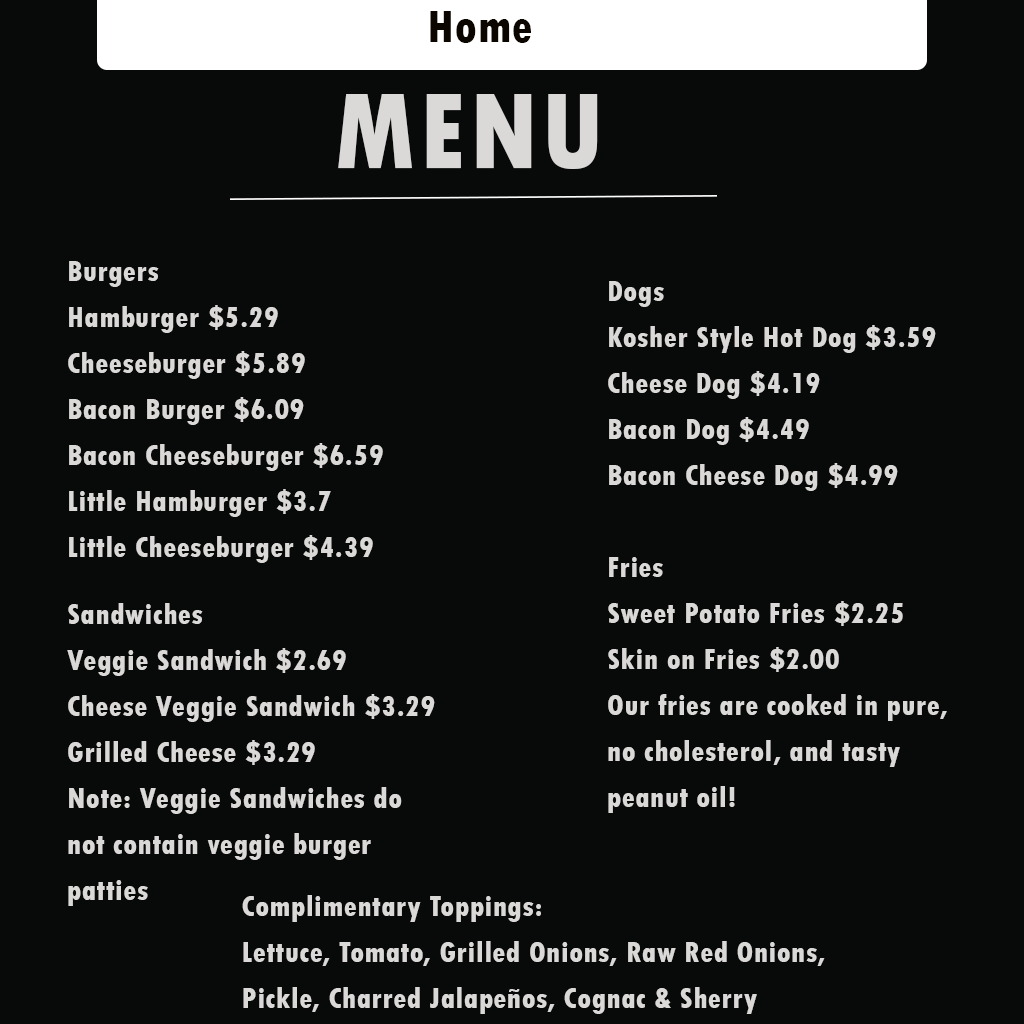 Home
MENU
Burgers
Hamburger $5.29
Cheeseburger $5.89
Bacon Burger $6.09
Bacon Cheeseburger $6.59
Little Hamburger $3.7
Little Cheeseburger $4.39
Sandwiches
Veggie Sandwich $2.69
Cheese Veggie Sandwich $3.29
Grilled Cheese $3.29
Note: Veggie Sandwiches do
not contain veggie burger
patties
Dogs
Kosher Style Hot Dog $3.59
Cheese Dog $4.19
Bacon Dog $4.49
Bacon Cheese Dog $4.99
Fries
Sweet Potato Fries $2.25
Skin on Fries $2.00
Our fries are cooked in pure,
no cholesterol, and tasty
peanut oil!
Complimentary Toppings:
Lettuce, Tomato, Grilled Onions, Raw Red Onions,
Pickle, Charred Jalapeños, Cognac & Sherry